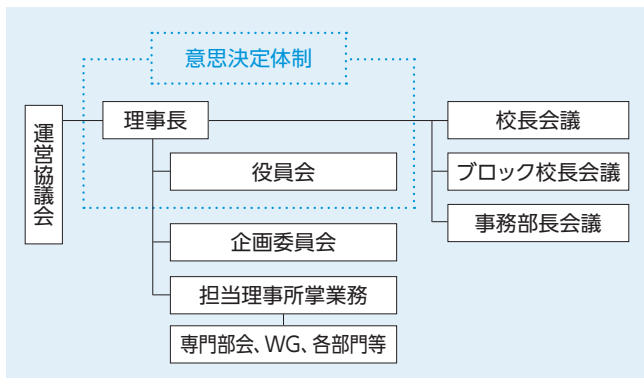 意思決定体制
運営協議会
理事長
役員会
企画委員会
担当理事所掌業務
専門部会、WG、各部門等
校長会議
ブロック校長会議
事務部長会議